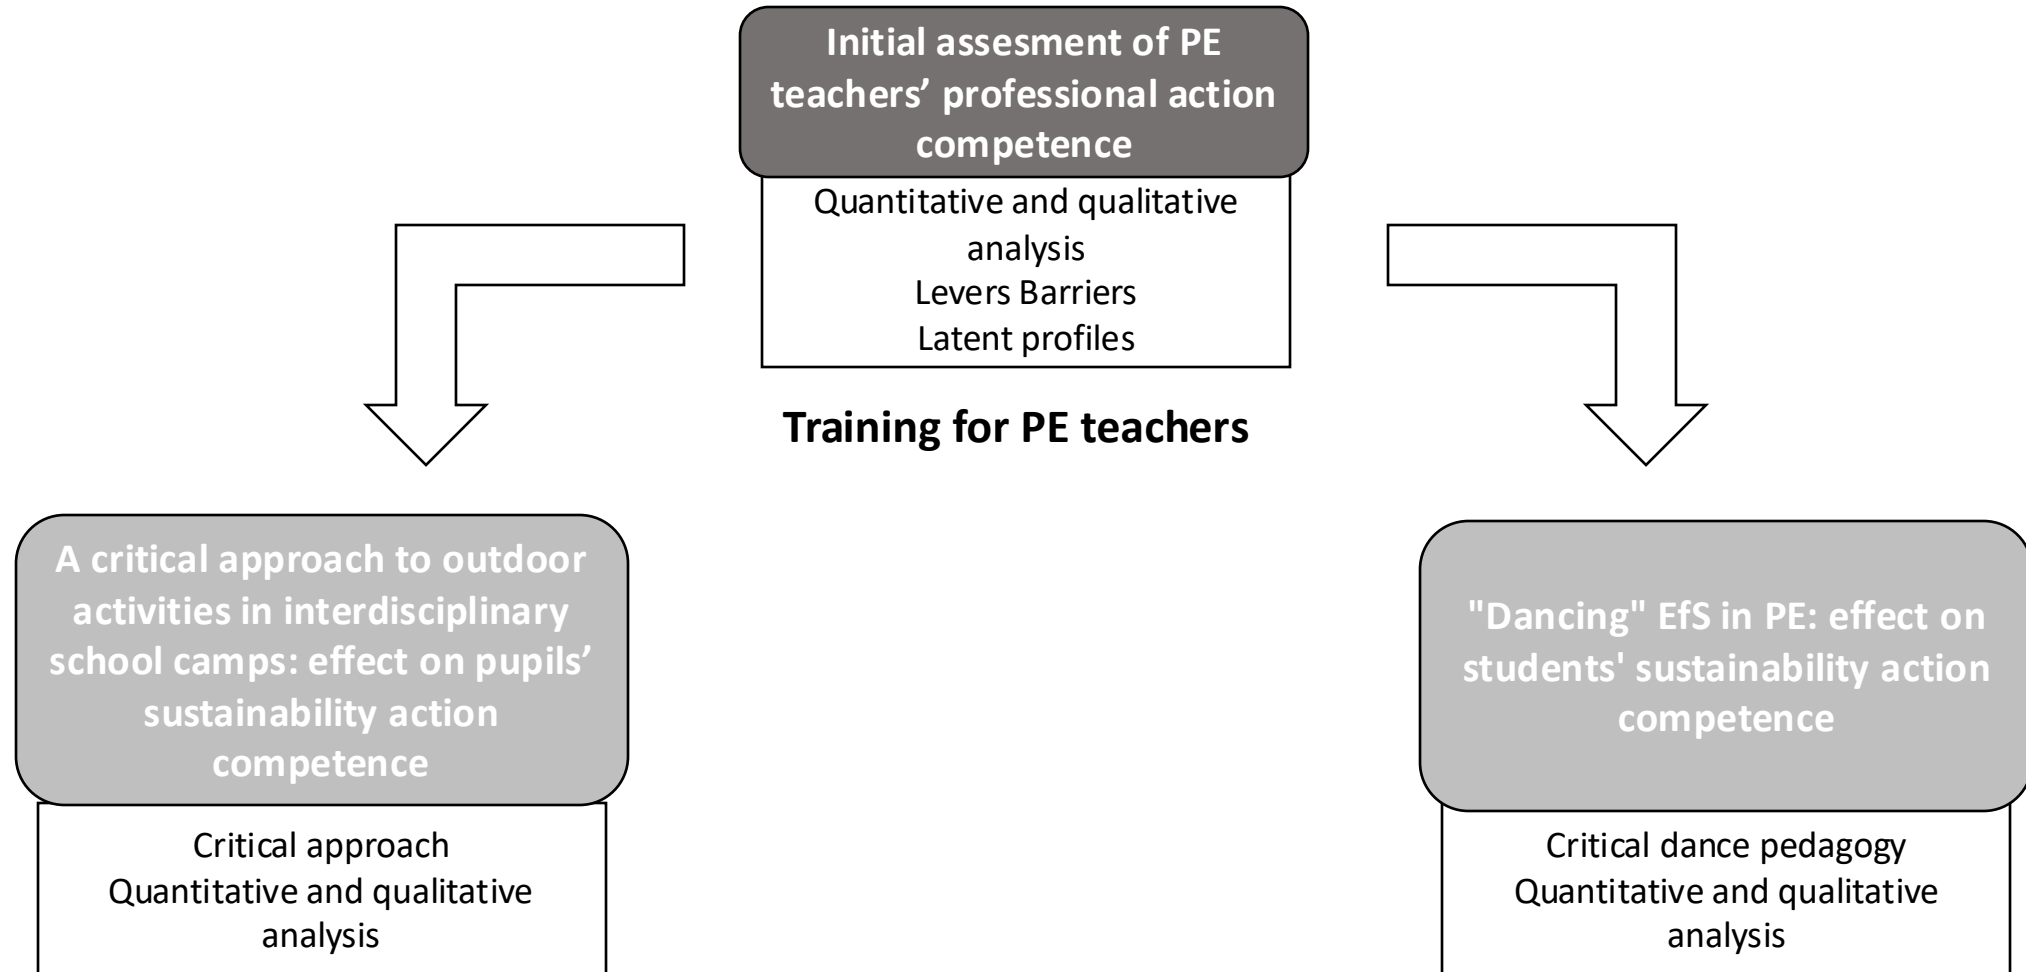 Initial assesment of PE
teachers’ professional action
competence
Quantitative and qualitative
analysis
Levers Barriers
Latent profiles
Training for PE teachers
A critical approach to outdoor
activities in interdisciplinary
school camps: effect on pupils’
sustainability action
competence
Critical approach
Quantitative and qualitative
analysis
"Dancing" EfS in PE: effect on
students' sustainability action
competence
Critical dance pedagogy
Quantitative and qualitative
analysis